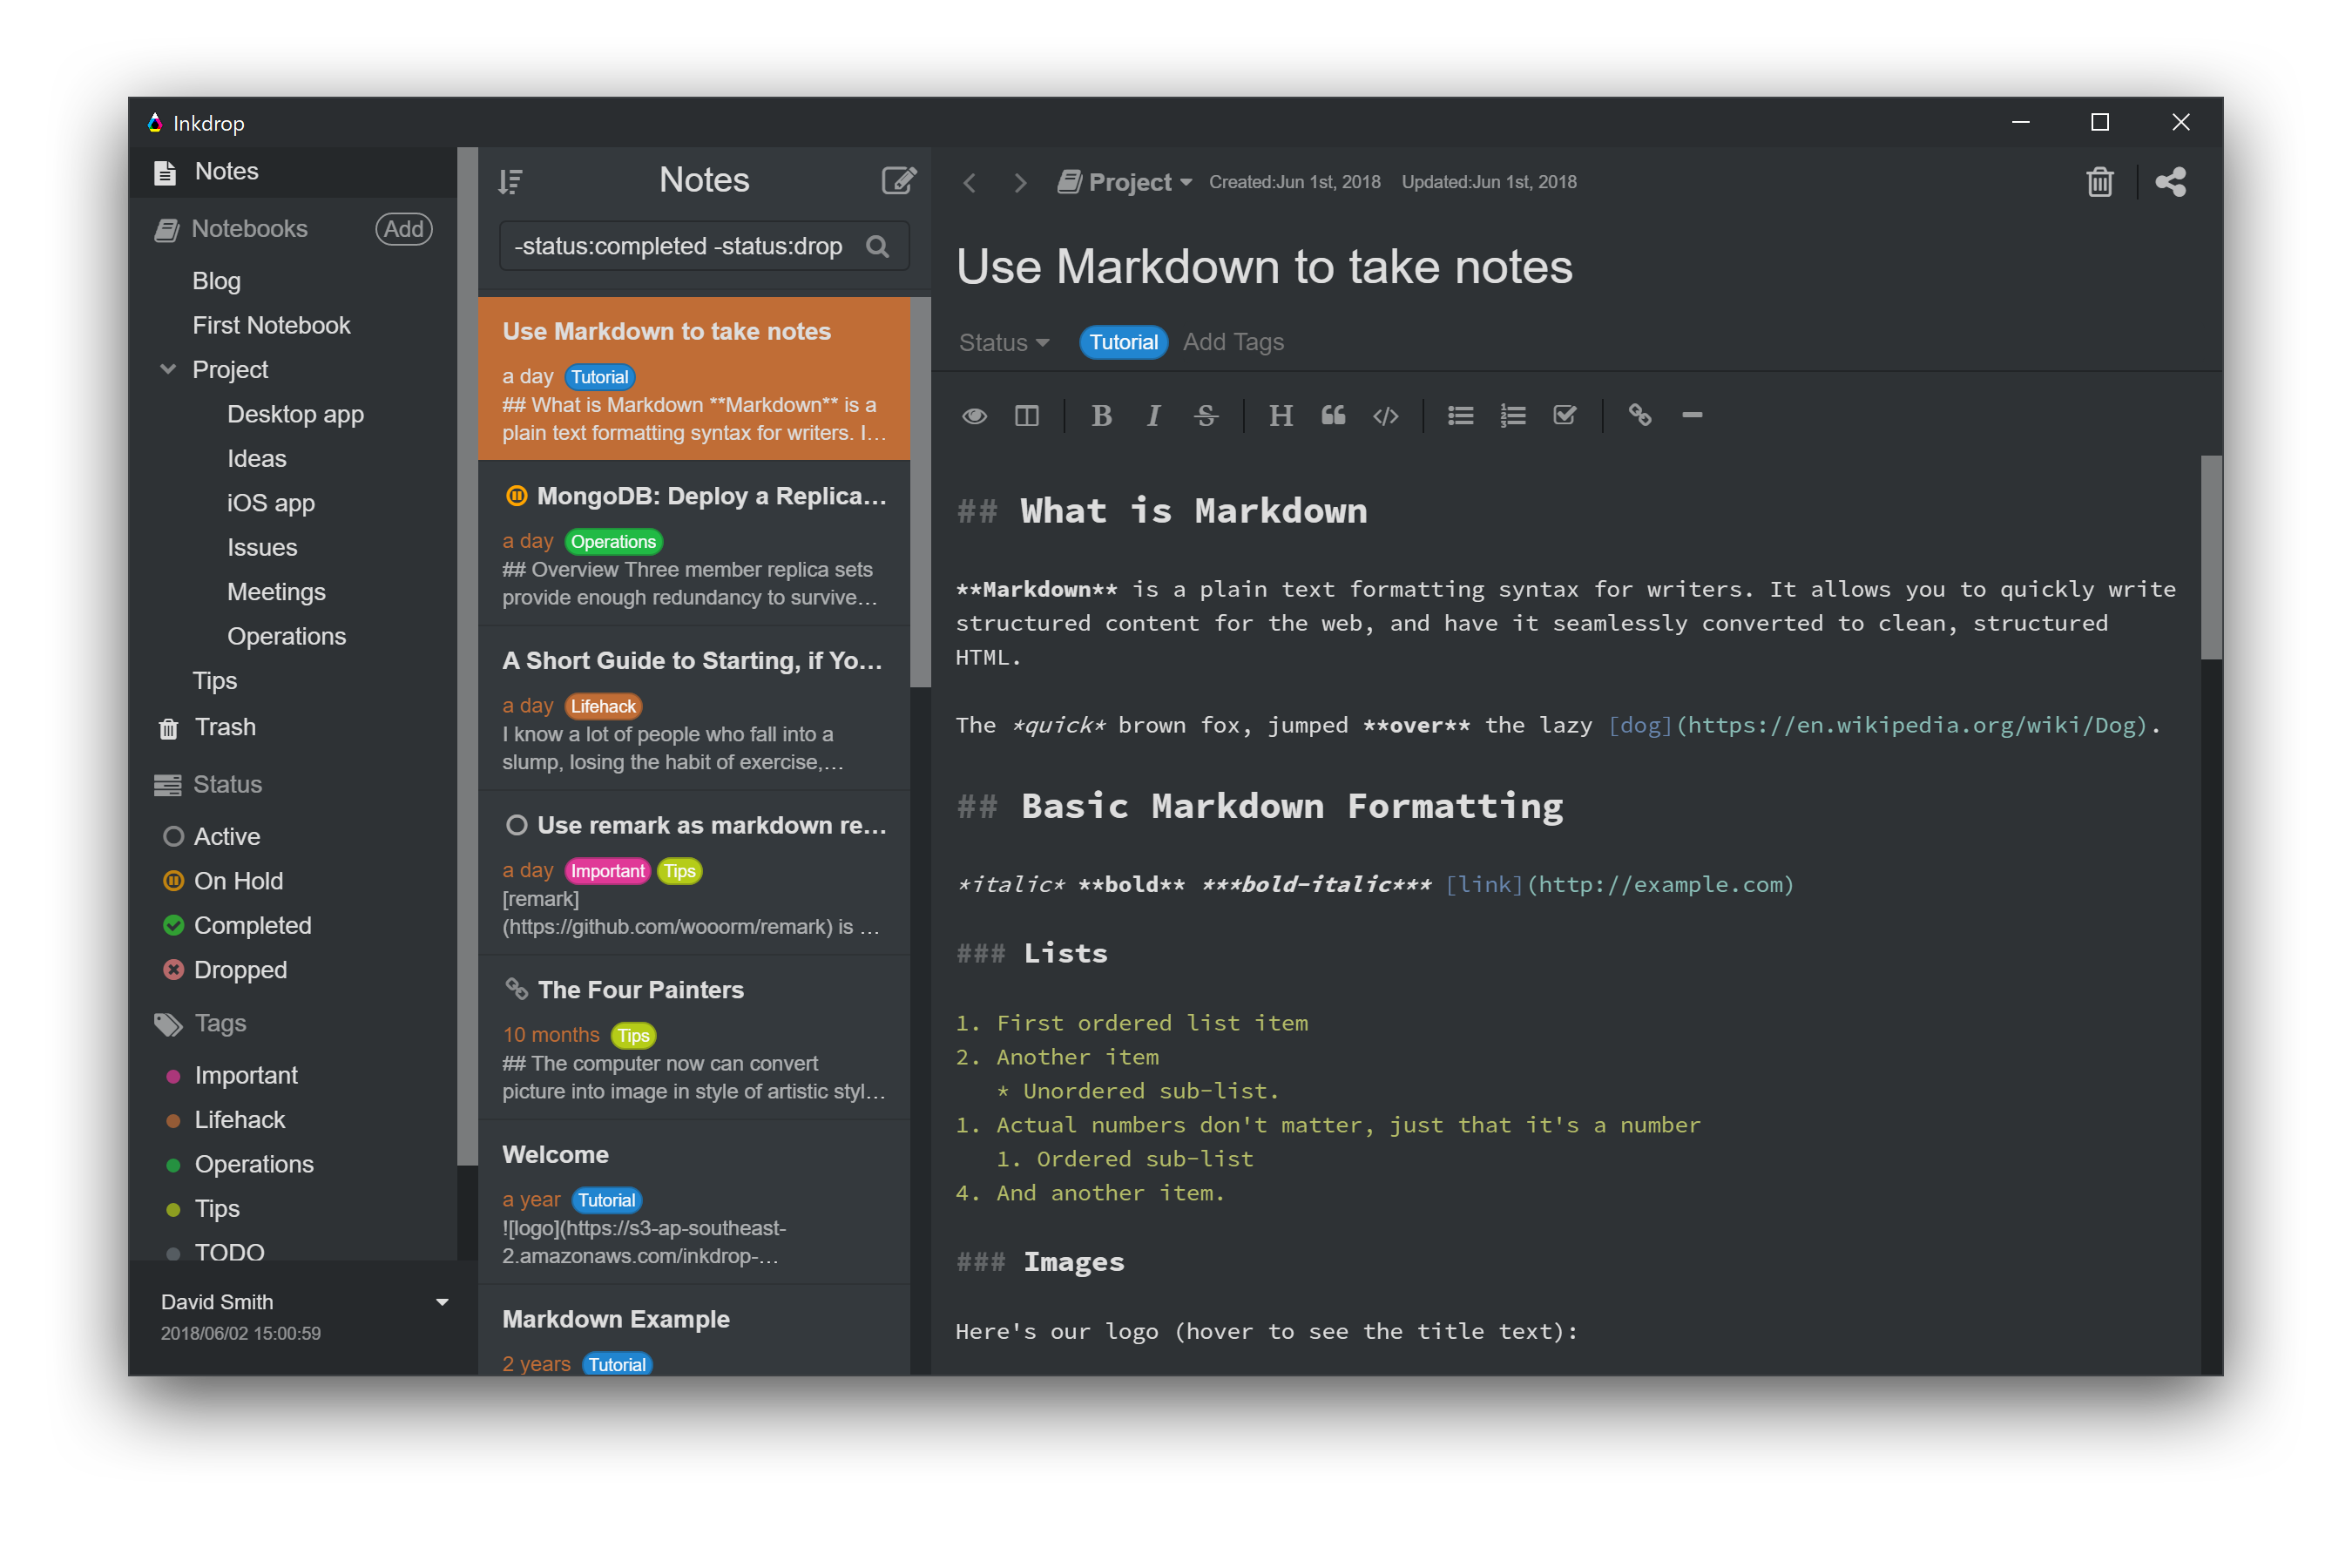 Inkdrop
Notes
Notebooks
Add
Blog
First Notebook
Project
Desktop app
Ideas
iOS app
Issues
Meetings
Operations
Tips
Trash
Status
Active
On Hold
Completed
Dropped
Tags
Important
Lifehack
Operations
Tips
TODO
David Smith
2018/06/02 15:00:59
Notes
-status:completed -status:drop
Use Markdown to take notes
a day Tutorial
## What is Markdown **Markdown** is a
plain text formatting syntax for writers. I...
MongoDB: Deploy a Replica...
a day Operations
## Overview Three member replica sets
provide enough redundancy to survive...
A Short Guide to Starting, if Yo...
a day Lifehack
I know a lot of people who fall into a
slump, losing the habit of exercise,...
Use remark as markdown re...
a day Important Tips
[remark]
(https://github.com/wooorm/remark) is ...
The Four Painters
10 months Tips
## The computer now can convert
picture into image in style of artistic styl...
Welcome
a year Tutorial
![logo](https://s3-ap-southeast-
2.amazonaws.com/inkdrop-...
Markdown Example
2 years Tutorial
Project Created:Jun 1st, 2018 Updated:Jun 1st, 2018
Use Markdown to take notes
Status Tutorial Add Tags
B I S H
## What is Markdown
**Markdown** is a plain text formatting syntax for writers. It allows you to quickly write
structured content for the web, and have it seamlessly converted to clean, structured
HTML.
The *quick* brown fox, jumped **over** the lazy [dog](https://en.wikipedia.org/wiki/Dog).
## Basic Markdown Formatting
*italic* **bold** ***bold-italic*** [link](http://example.com)
### Lists
1. First ordered list item
2. Another item
* Unordered sub-list.
1. Actual numbers don't matter, just that it's a number
1. Ordered sub-list
4. And another item.
### Images
Here's our logo (hover to see the title text):